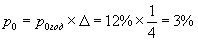 p₀ = p₀год × Δ = 12% × 1/4 = 3%